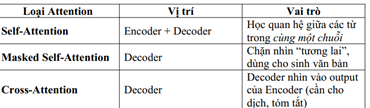 Loại Attention Vị trí Vai trò
Self-Attention Encoder + Decoder Học quan hệ giữa các từ
trong cùng một chuỗi
Masked Self-Attention Decoder Chặn nhìn “tương lai”,
dùng cho sinh văn bản
Cross-Attention Decoder Decoder nhìn vào output
của Encoder (cần cho
dịch, tóm tắt)